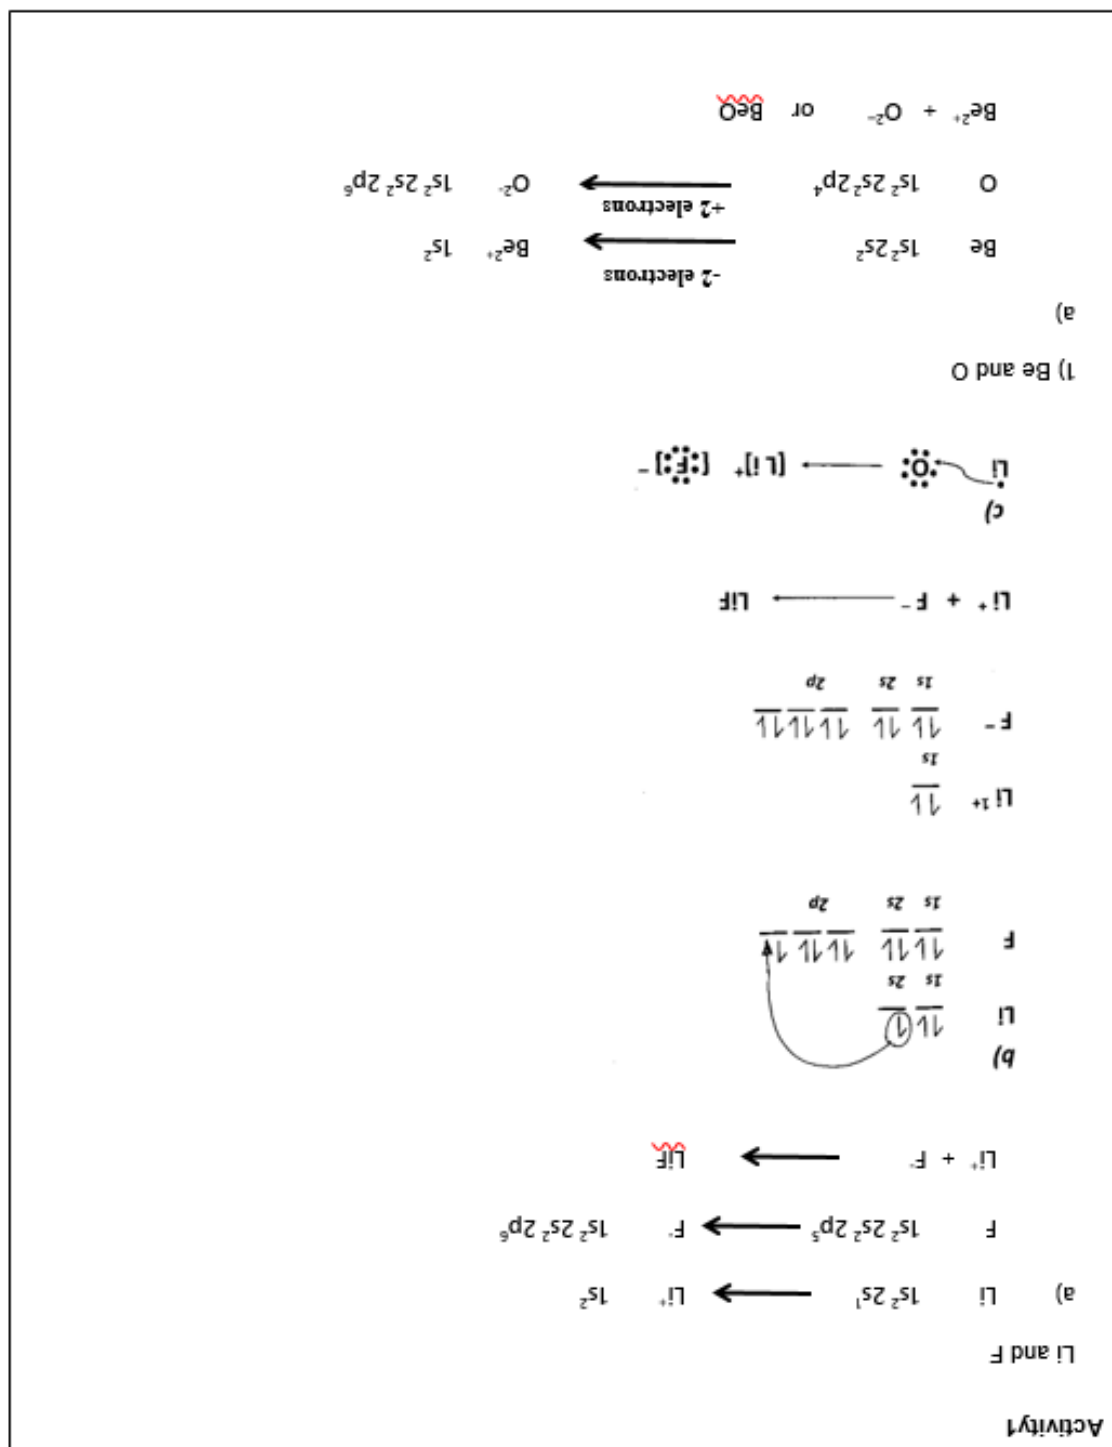 Activity1
Li and F
a) Li 1s² 2s¹ → Li⁺ 1s²
F 1s² 2s² 2p⁵ → F⁻ 1s² 2s² 2p⁶
Li⁺ + F⁻ → LiF
b)
Li 1s 2s
F 1s 2s 2p
Li ¹⁺ 1s
F ⁻ 1s 2s 2p
Li ⁺ + F ⁻ → LiF
c)
Li O → [Li]⁺ [F] ⁻
1) Be and O
a)
-2 electrons
Be 1s² 2s² → Be²⁺ 1s²
+2 electrons
O 1s² 2s² 2p⁴ → O²⁻ 1s² 2s² 2p⁶
Be²⁺ + O²⁻ or BeO